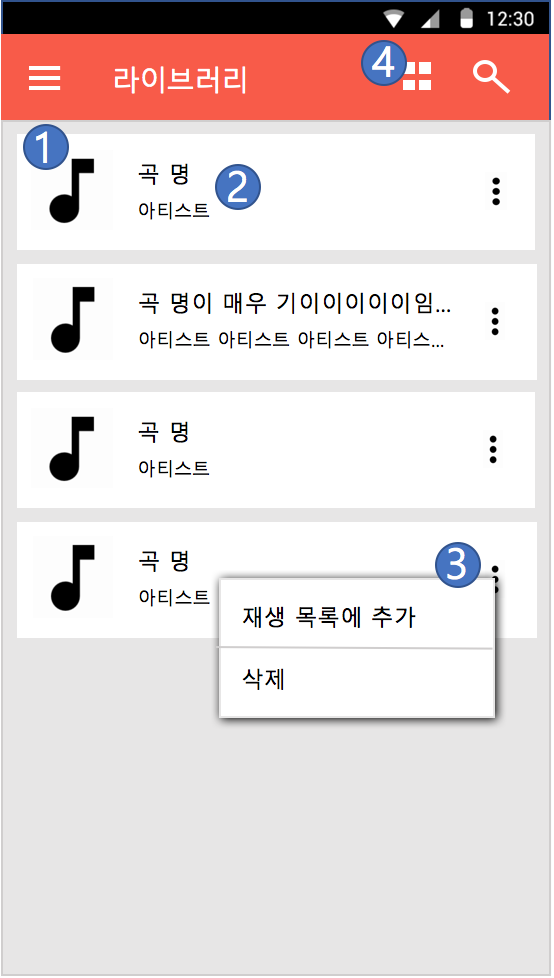 12:30
라이브러리
4
1
곡 명
아티스트
2
곡 명이 매우 기이이이이이임...
아티스트 아티스트 아티스트 아티스...
곡 명
아티스트
곡 명
아티스트
3
재생 목록에 추가
삭제